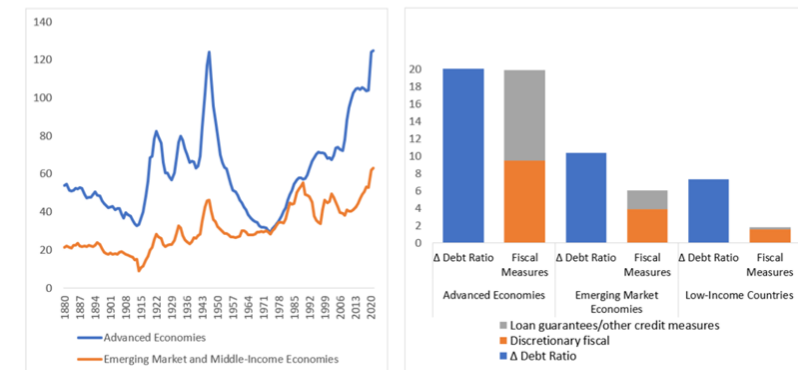 140
120
100
80
60
40
20
0
1880 1887 1894 1901 1908 1915 1922 1929 1936 1943 1950 1957 1964 1971 1978 1985 1992 1999 2006 2013 2020
Advanced Economies
Emerging Market and Middle-Income Economies
20
18
16
14
12
10
8
6
4
2
0
Δ Debt Ratio Fiscal Δ Debt Ratio Fiscal Δ Debt Ratio Fiscal
Measures Measures Measures
Advanced Economies Emerging Market Low-Income Countries
Economies
Loan guarantees/other credit measures
Discretionary fiscal
Δ Debt Ratio